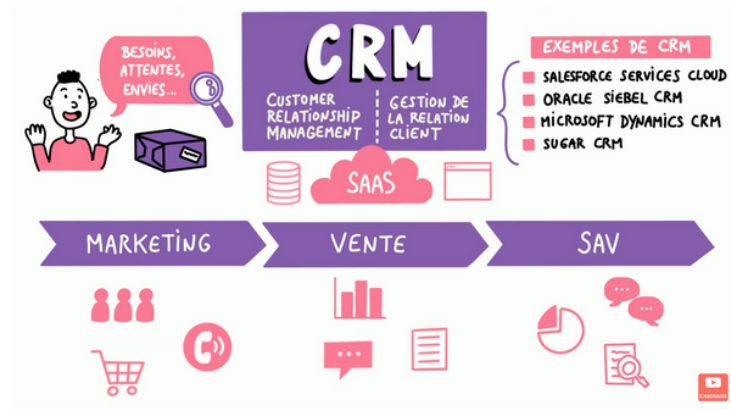 BESOINS,
ATTENTES,
ENVIES...
CRM
CUSTOMER
RELATIONSHIP
MANAGEMENT
GESTION DE
LA RELATION
CLIENT
EXEMPLES DE CRM
SALESFORCE SERVICES CLOUD
ORACLE SIEBEL CRM
MICROSOFT DYNAMICS CRM
SUGAR CRM
SAAS
MARKETING
VENTE
SAV
S'ABONNER